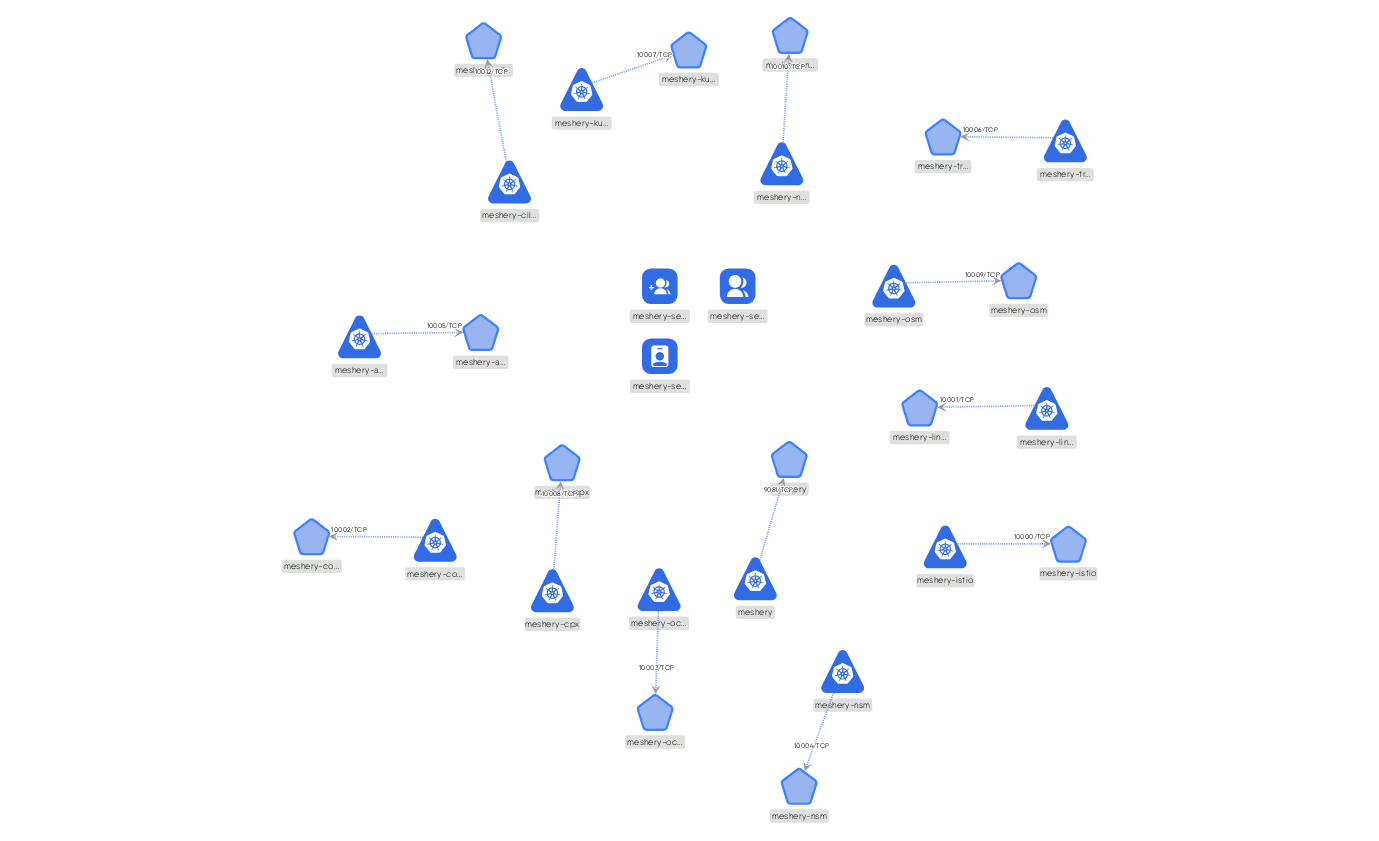 10007/TCP
meshery-ku...
10012/TCP
10010/TCP
meshery-ku...
10006/TCP
meshery-tr...
meshery-tr...
meshery-n...
meshery-cil...
10009/TCP
meshery-osm
meshery-osm
meshery-se...
meshery-se...
10005/TCP
meshery-a...
meshery-a...
meshery-se...
10001/TCP
meshery-lin...
meshery-lin...
10008/TCP
9081/TCP
10002/TCP
meshery-co...
meshery-co...
10000/TCP
meshery-istio
meshery-istio
meshery-cpx
meshery-oc...
meshery
10003/TCP
meshery-oc...
meshery-nsm
10004/TCP
meshery-nsm